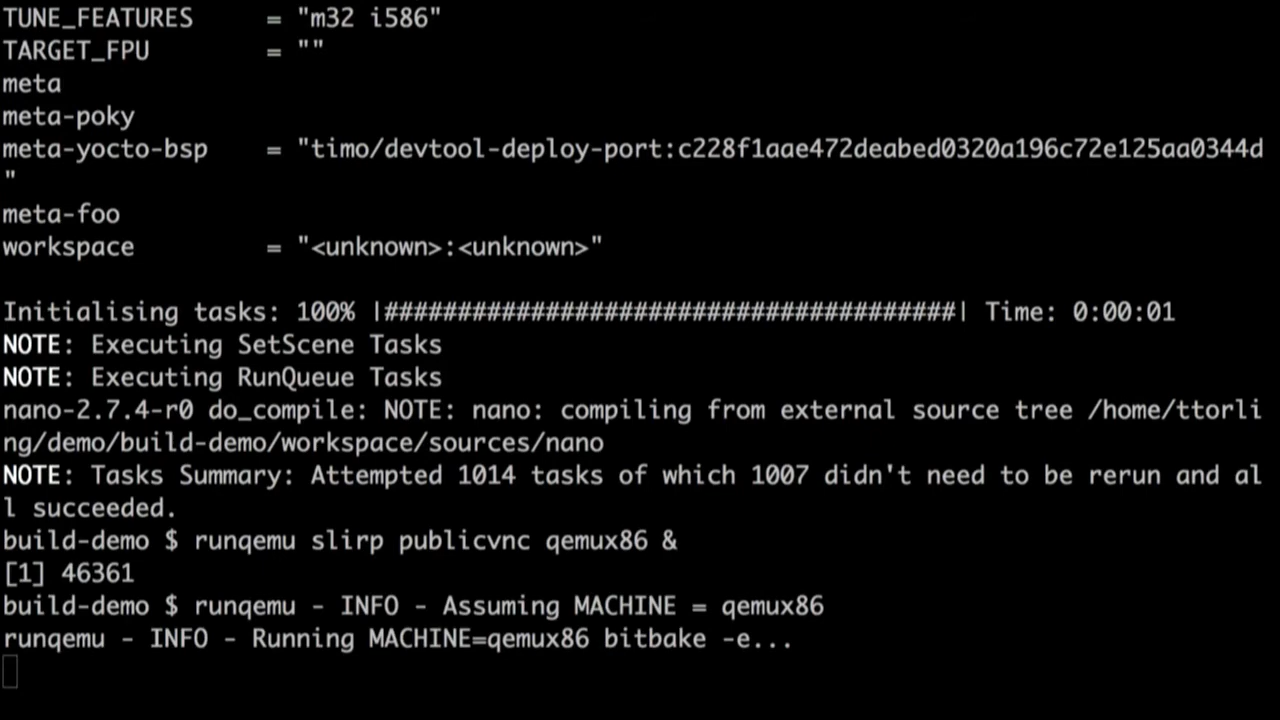 TUNE_FEATURES     = "m32 i586"
TARGET_FPU        = ""
meta
meta-poky
meta-yocto-bsp    = "timo/devtool-deploy-port:c228f1aae472deabed0320a196c72e125aa0344d
"
meta-foo
workspace         = "<unknown>:<unknown>"
Initialising tasks: 100% |#######################################| Time: 0:00:01
NOTE: Executing SetScene Tasks
NOTE: Executing RunQueue Tasks
nano-2.7.4-r0 do_compile: NOTE: nano: compiling from external source tree /home/ttorli
ng/demo/build-demo/workspace/sources/nano
NOTE: Tasks Summary: Attempted 1014 tasks of which 1007 didn't need to be rerun and al
l succeeded.
build-demo $ runqemu slirp publicvnc qemux86 &
[1] 46361
build-demo $ runqemu - INFO - Assuming MACHINE = qemux86
runqemu - INFO - Running MACHINE=qemux86 bitbake -e...